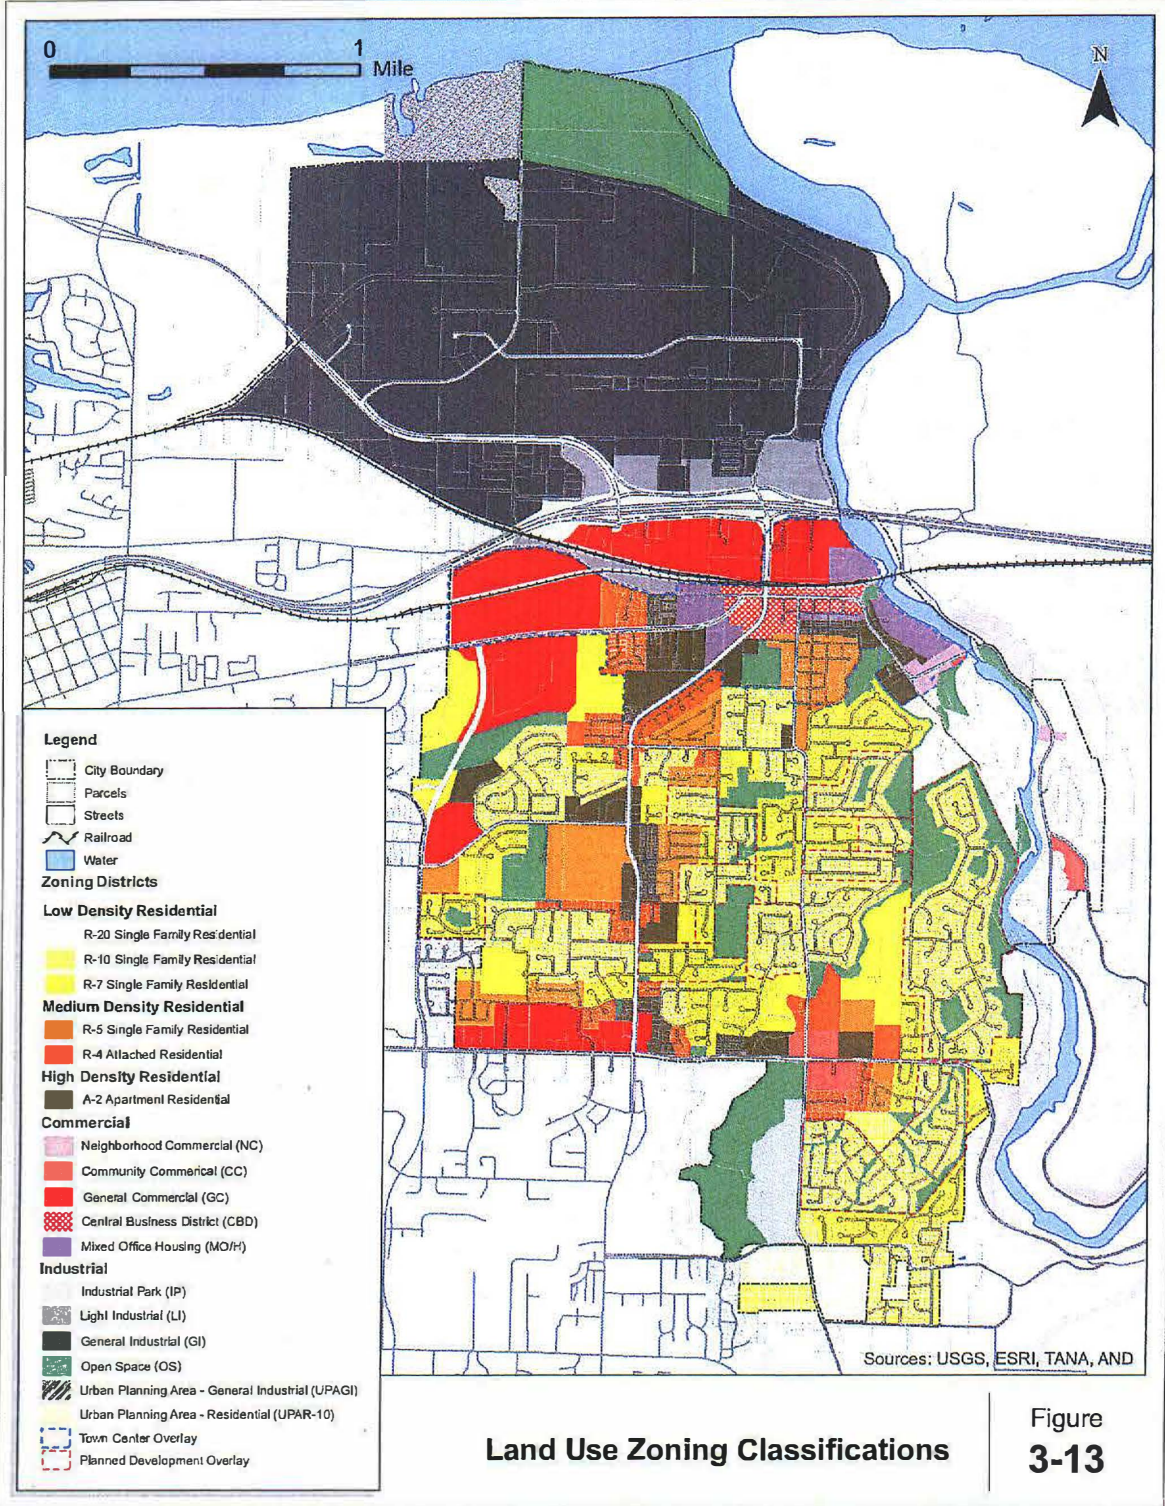 0 1
Mile
N
Legend
City Boundary
Parcels
Streets
Railroad
Water
Zoning Districts
Low Density Residential
R-20 Single Family Residential
R-10 Single Family Residential
R-7 Single Family Residential
Medium Density Residential
R-5 Single Family Residential
R-4 Attached Residential
High Density Residential
A-2 Apartment Residential
Commercial
Neighborhood Commercial (NC)
Community Commerical (CC)
General Commercial (GC)
Central Business District (CBD)
Mixed Office Housing (MO/H)
Industrial
Industrial Park (IP)
Light Industrial (LI)
General Industrial (GI)
Open Space (OS)
Urban Planning Area - General Industrial (UPAGI)
Urban Planning Area - Residential (UPAR-10)
Town Center Overlay
Planned Development Overlay
Sources: USGS, ESRI, TANA, AND
Land Use Zoning Classifications
Figure
3-13